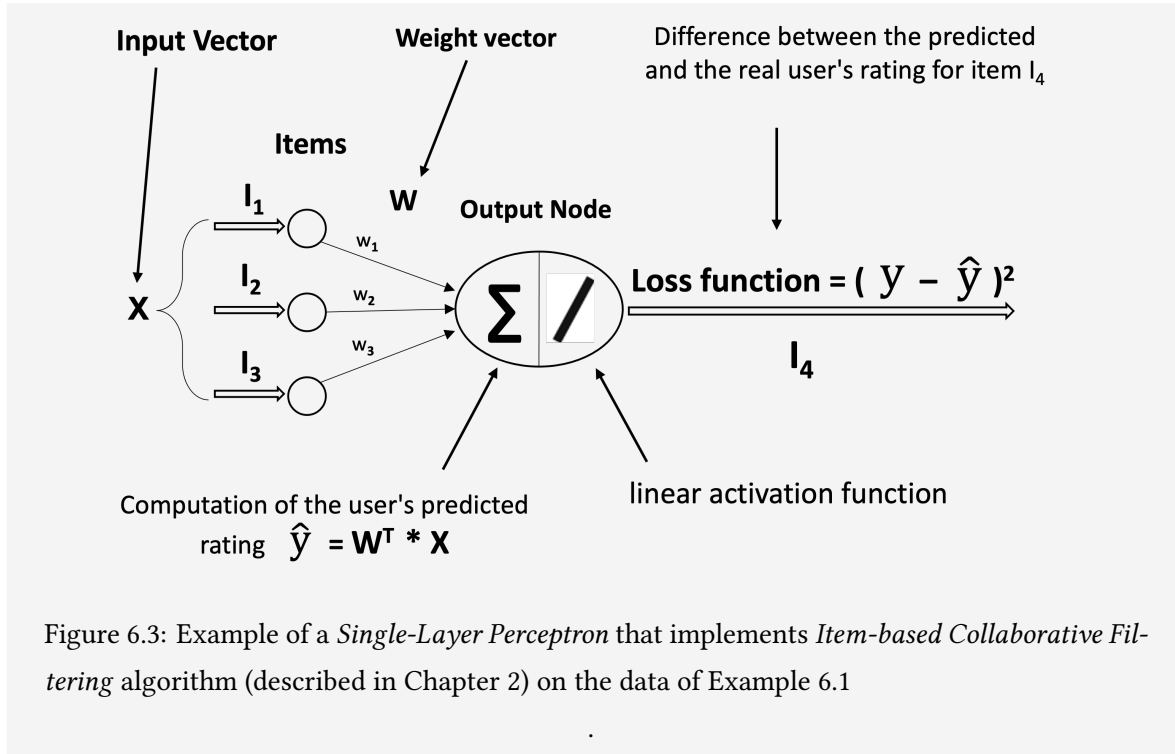 Input Vector
Weight vector
Difference between the predicted
and the real user's rating for item I₄
Items
W
I₁
Output Node
w₁
I₂
X
w₂
Σ
Loss function = ( y – ŷ )²
I₃
w₃
I₄
Computation of the user's predicted
rating ŷ = Wᵀ * X
linear activation function
Figure 6.3: Example of a Single-Layer Perceptron that implements Item-based Collaborative Fil-
tering algorithm (described in Chapter 2) on the data of Example 6.1
.